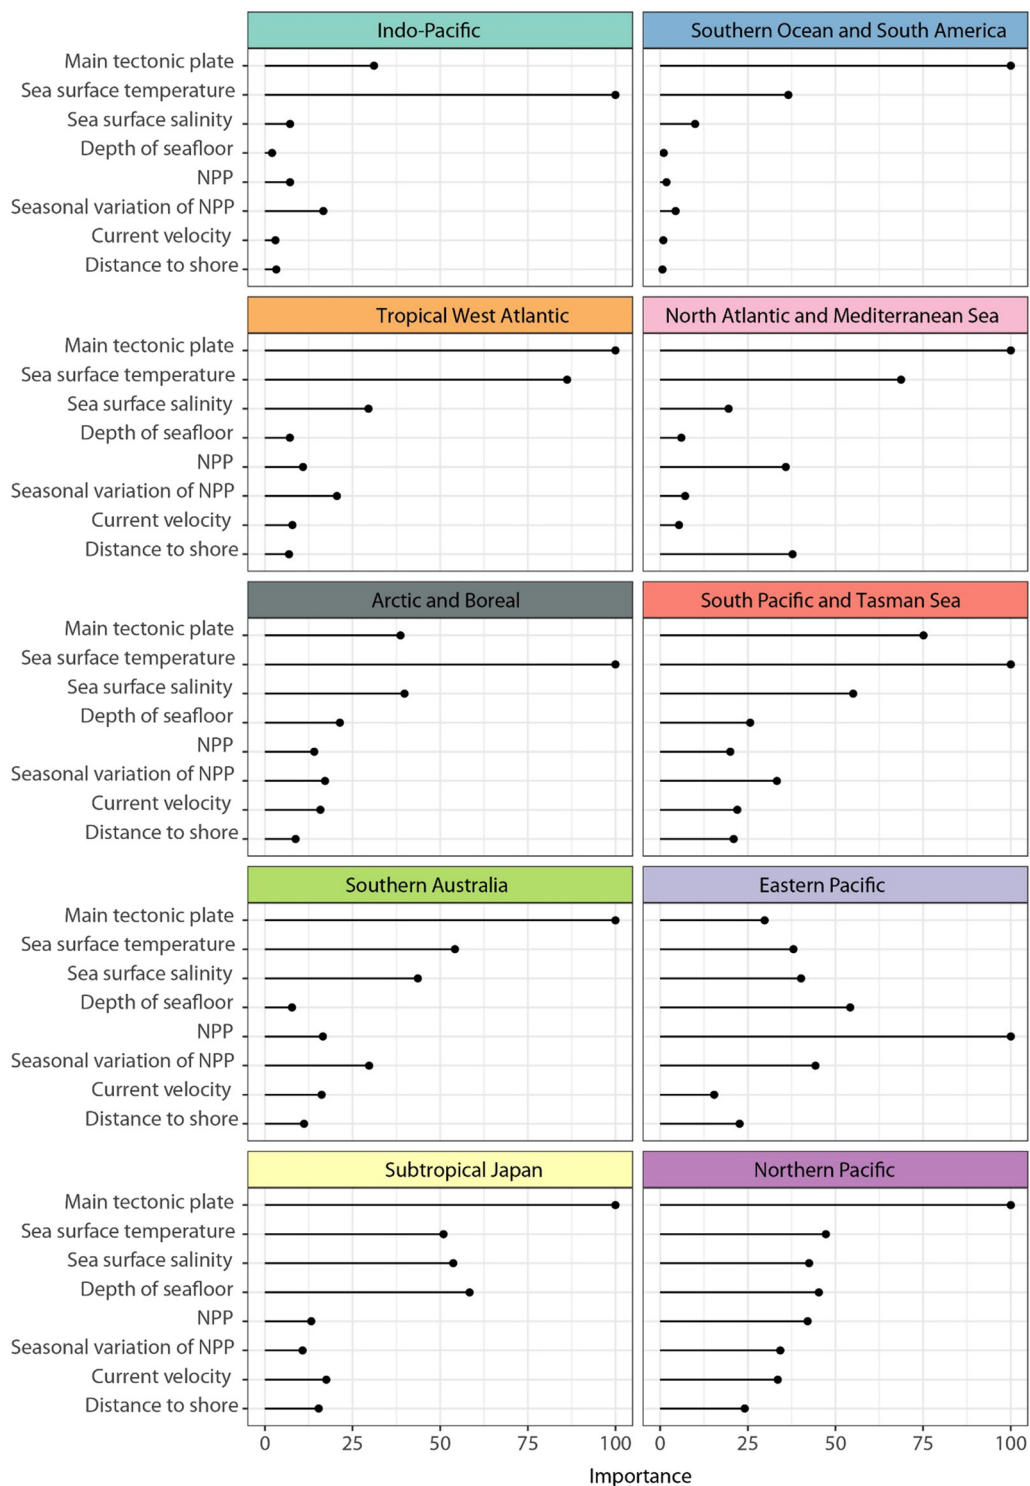 Indo-Pacific
Southern Ocean and South America
Main tectonic plate
Sea surface temperature
Sea surface salinity
Depth of seafloor
NPP
Seasonal variation of NPP
Current velocity
Distance to shore
Tropical West Atlantic
North Atlantic and Mediterranean Sea
Main tectonic plate
Sea surface temperature
Sea surface salinity
Depth of seafloor
NPP
Seasonal variation of NPP
Current velocity
Distance to shore
Arctic and Boreal
South Pacific and Tasman Sea
Main tectonic plate
Sea surface temperature
Sea surface salinity
Depth of seafloor
NPP
Seasonal variation of NPP
Current velocity
Distance to shore
Southern Australia
Eastern Pacific
Main tectonic plate
Sea surface temperature
Sea surface salinity
Depth of seafloor
NPP
Seasonal variation of NPP
Current velocity
Distance to shore
Subtropical Japan
Northern Pacific
Main tectonic plate
Sea surface temperature
Sea surface salinity
Depth of seafloor
NPP
Seasonal variation of NPP
Current velocity
Distance to shore
0 25 50 75 100 0 25 50 75 100
Importance